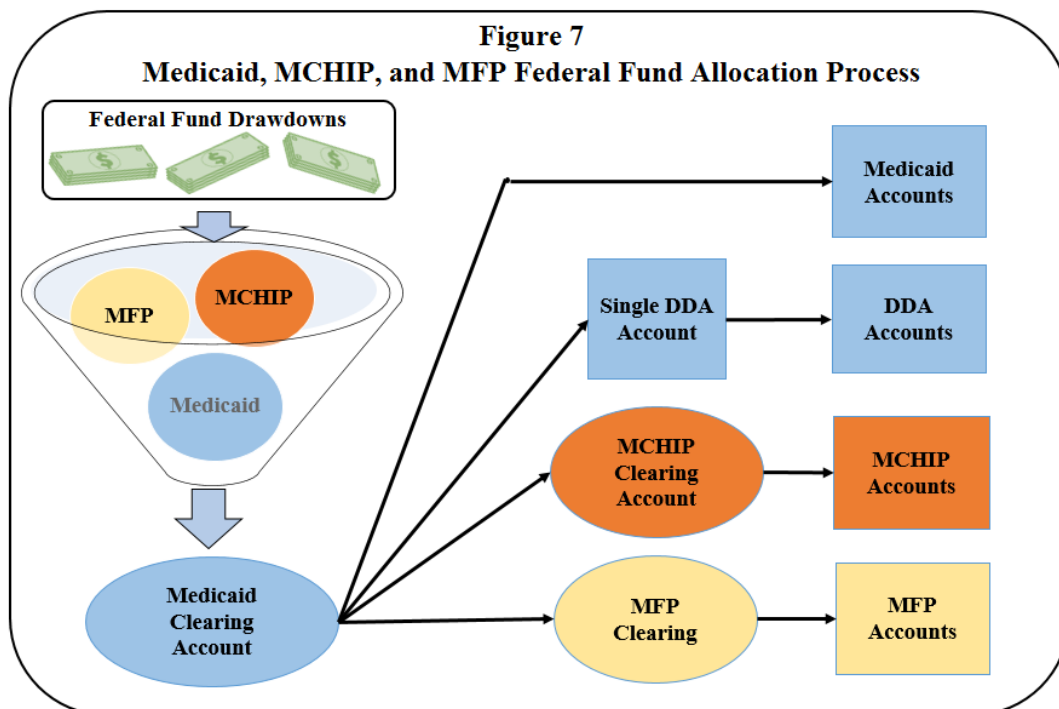 Figure 7
Medicaid, MCHIP, and MFP Federal Fund Allocation Process
Federal Fund Drawdowns
$ $ $
MFP
MCHIP
Medicaid
Medicaid
Clearing
Account
Medicaid
Accounts
Single DDA
Account
DDA
Accounts
MCHIP
Clearing
Account
MCHIP
Accounts
MFP
Clearing
MFP
Accounts